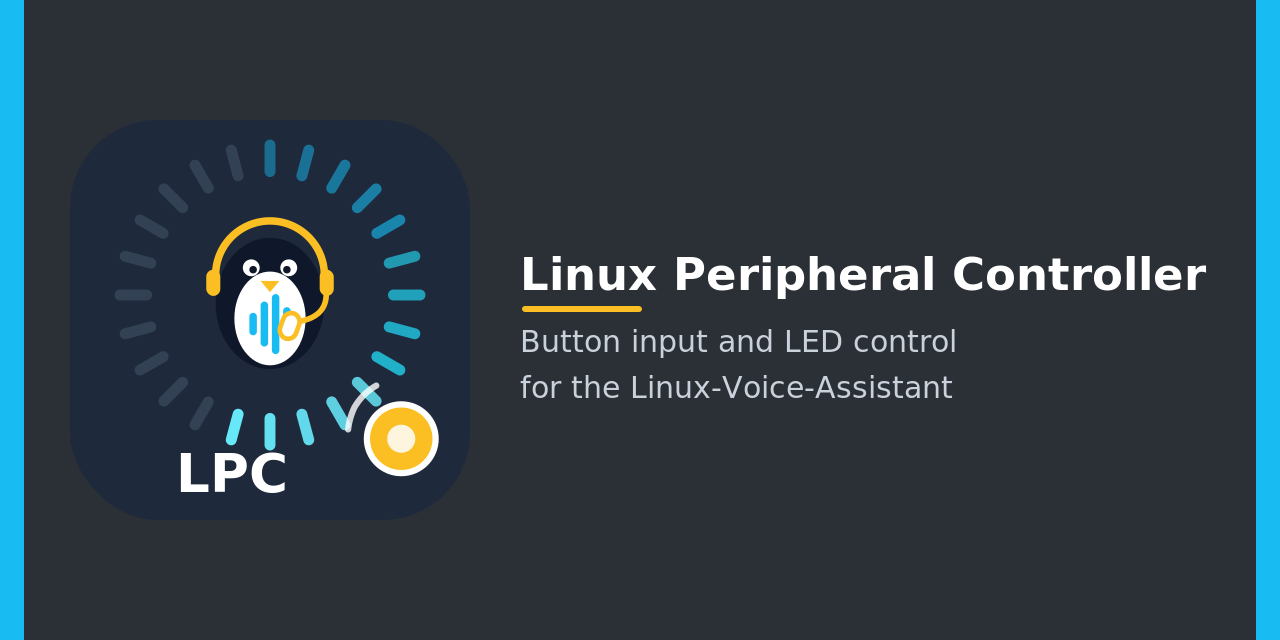 LPC
Linux Peripheral Controller
Button input and LED control
for the Linux-Voice-Assistant